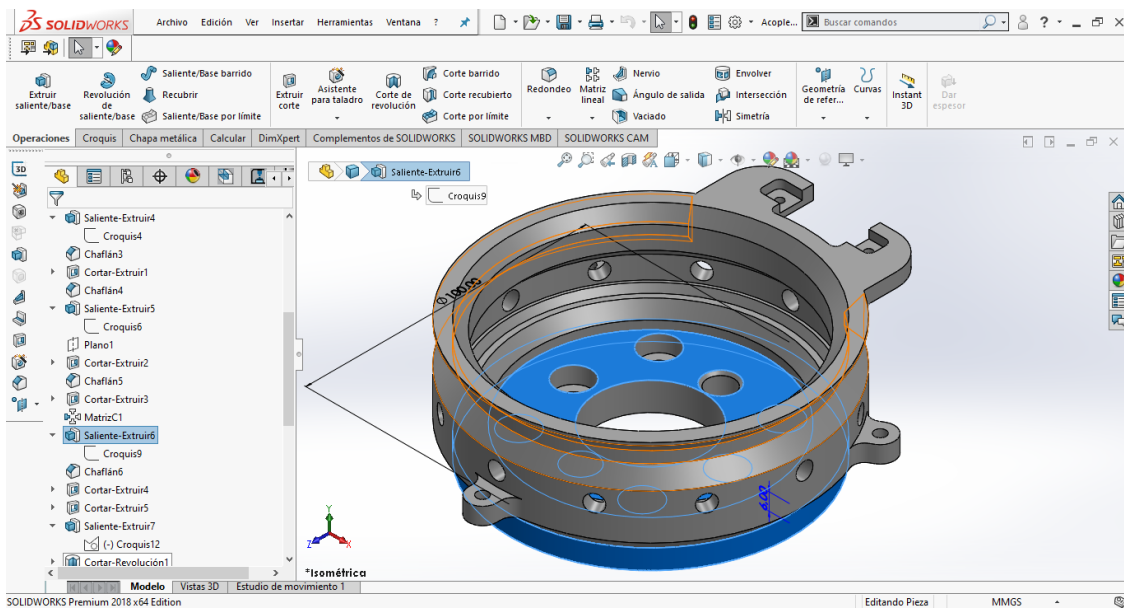 SOLIDWORKS
Archivo Edición Ver Insertar Herramientas Ventana ?
Acople...
Buscar comandos
?
Extruir saliente/base
Revolución de saliente/base
Saliente/Base barrido
Recubrir
Saliente/Base por límite
Extruir corte
Asistente para taladro
Corte de revolución
Corte barrido
Corte recubierto
Corte por límite
Redondeo
Matriz lineal
Nervio
Ángulo de salida
Vaciado
Envolver
Intersección
Simetría
Geometría de refer...
Curvas
Instant 3D
Dar espesor
Operaciones Croquis Chapa metálica Calcular DimXpert Complementos de SOLIDWORKS SOLIDWORKS MBD SOLIDWORKS CAM
3D
Saliente-Extruir6
Croquis9
Saliente-Extruir4
Croquis4
Chaflán3
Cortar-Extruir1
Chaflán4
Saliente-Extruir5
Croquis6
Plano1
Cortar-Extruir2
Chaflán5
Cortar-Extruir3
MatrizC1
Saliente-Extruir6
Croquis9
Chaflán6
Cortar-Extruir4
Cortar-Extruir5
Saliente-Extruir7
(-) Croquis12
Cortar-Revolución1
Ø100.00
6.00
Y
Z
X
*Isométrica
Modelo Vistas 3D Estudio de movimiento 1
SOLIDWORKS Premium 2018 x64 Edition
Editando Pieza
MMGS